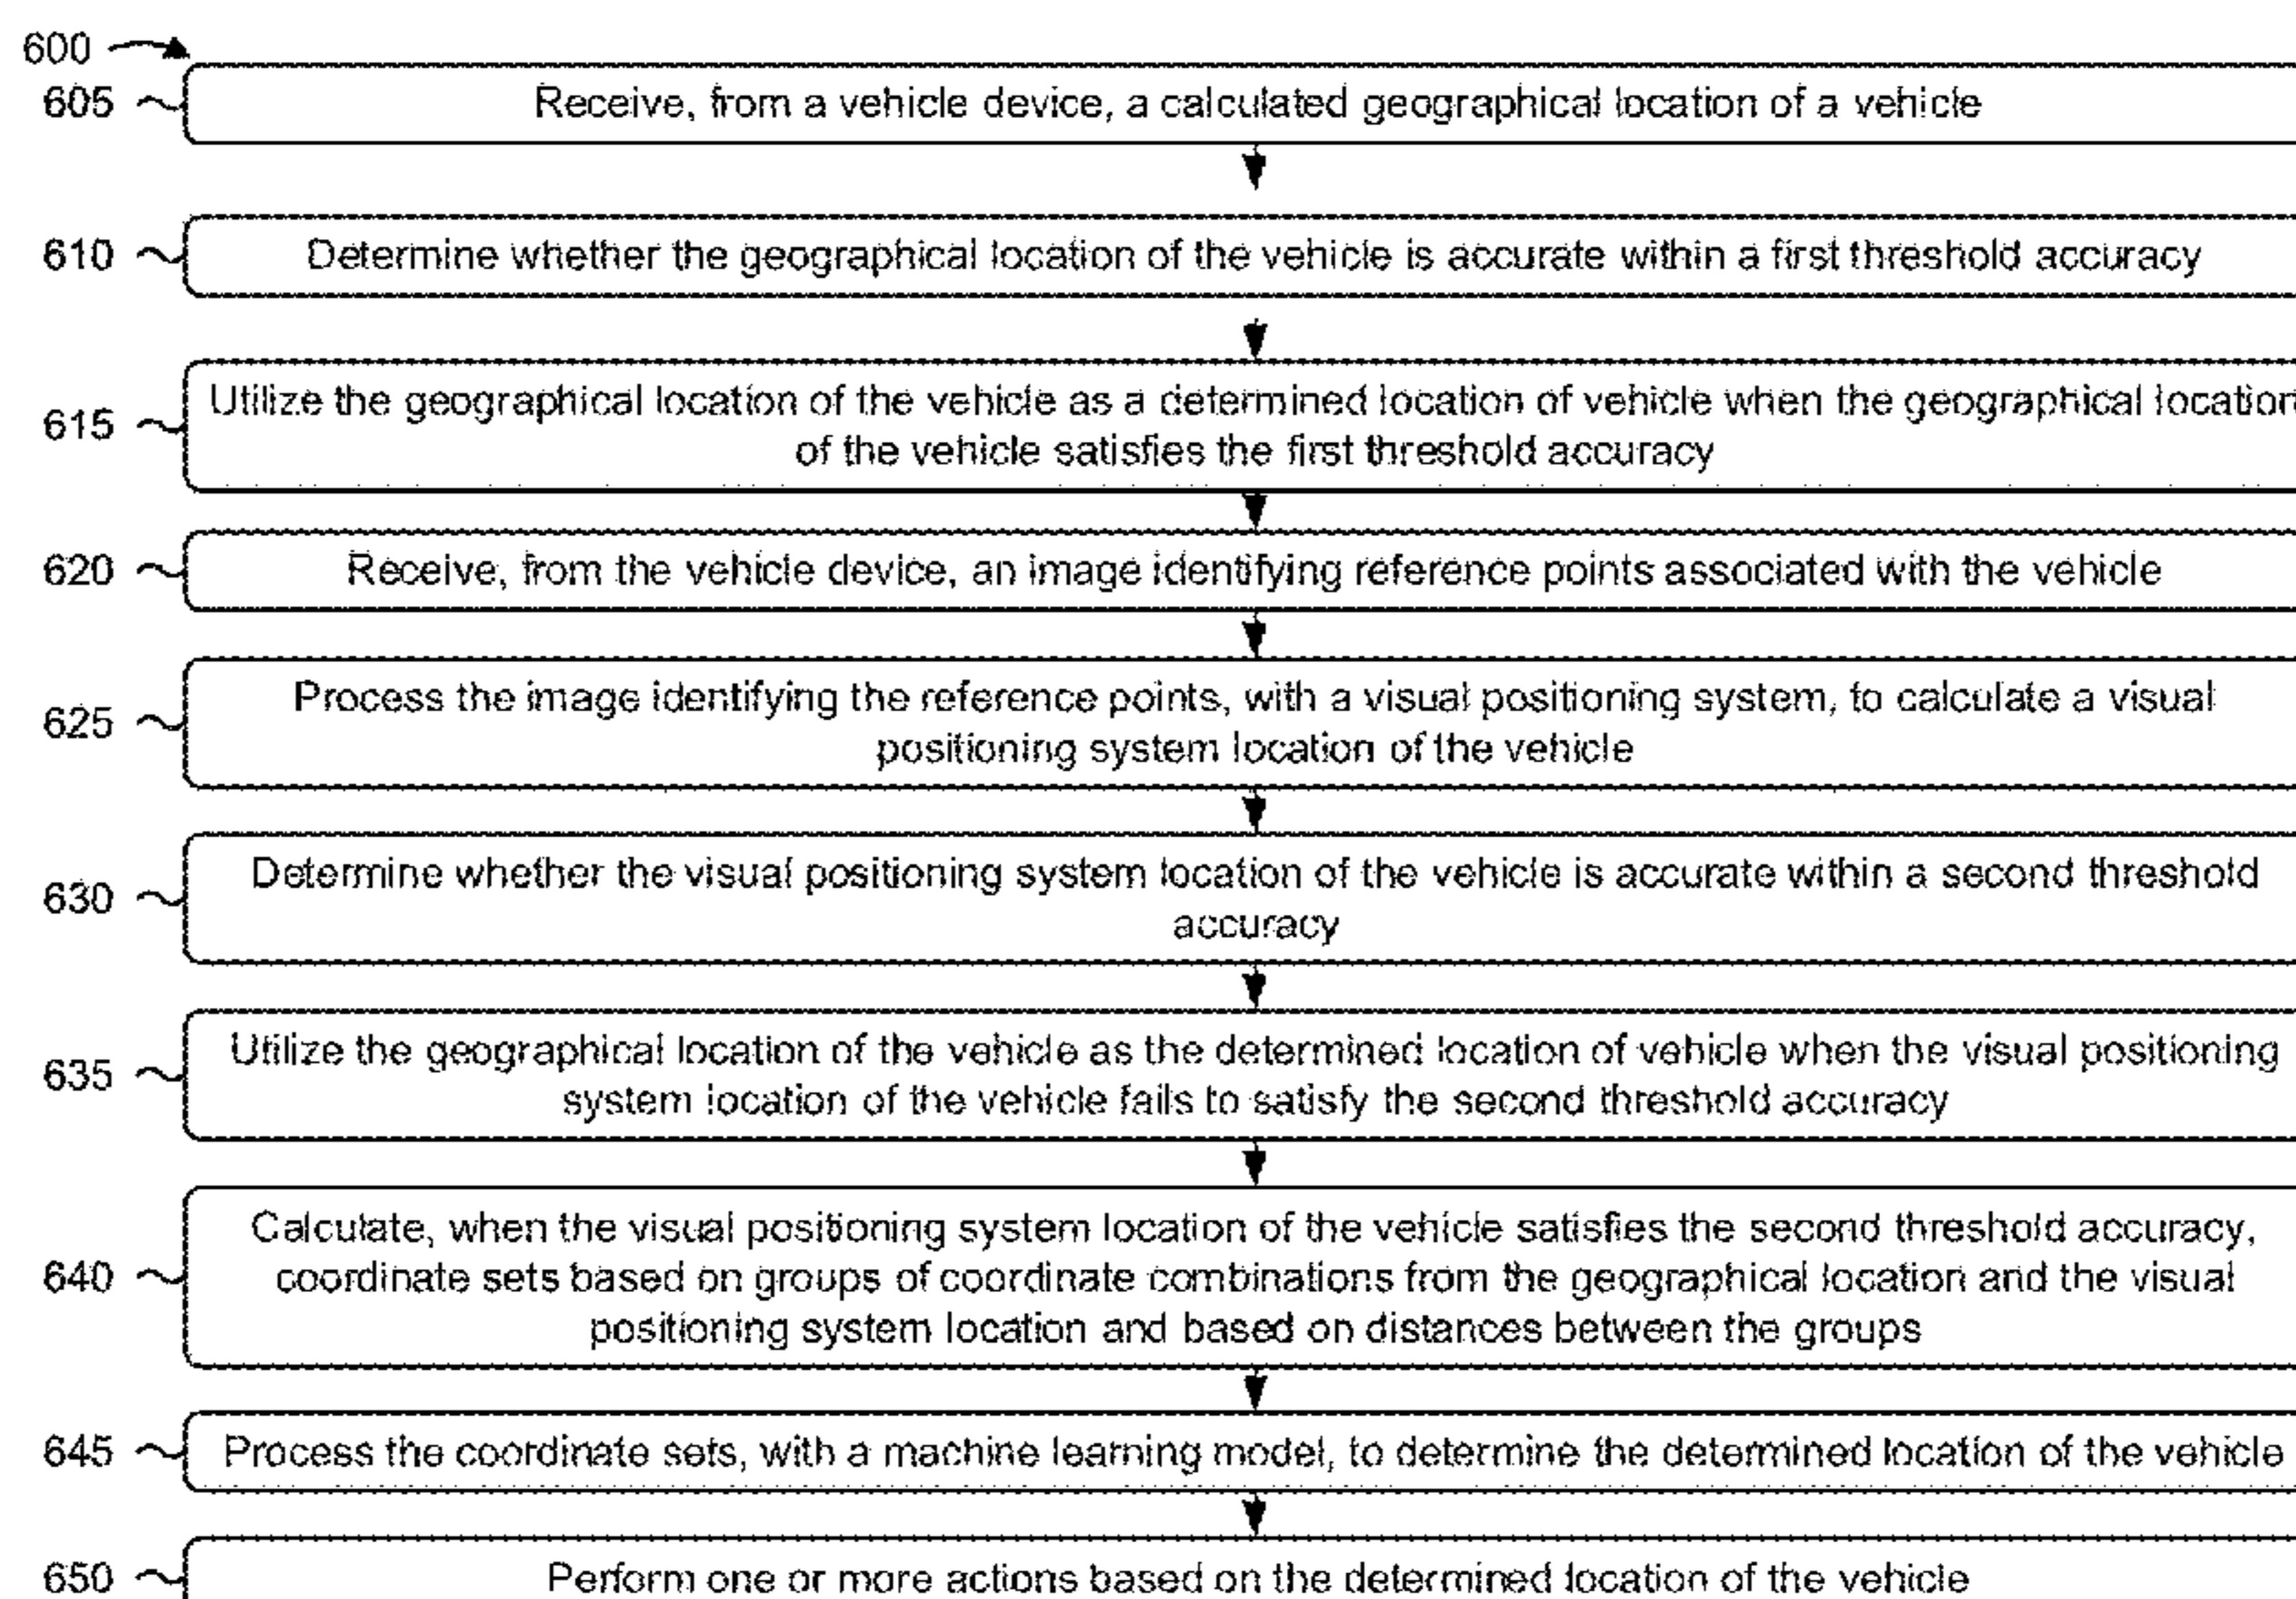 600
605 Receive, from a vehicle device, a calculated geographical location of a vehicle
610 Determine whether the geographical location of the vehicle is accurate within a first threshold accuracy
615 Utilize the geographical location of the vehicle as a determined location of vehicle when the geographical location
of the vehicle satisfies the first threshold accuracy
620 Receive, from the vehicle device, an image identifying reference points associated with the vehicle
625 Process the image identifying the reference points, with a visual positioning system, to calculate a visual
positioning system location of the vehicle
630 Determine whether the visual positioning system location of the vehicle is accurate within a second threshold
accuracy
635 Utilize the geographical location of the vehicle as the determined location of vehicle when the visual positioning
system location of the vehicle fails to satisfy the second threshold accuracy
640 Calculate, when the visual positioning system location of the vehicle satisfies the second threshold accuracy,
coordinate sets based on groups of coordinate combinations from the geographical location and the visual
positioning system location and based on distances between the groups
645 Process the coordinate sets, with a machine learning model, to determine the determined location of the vehicle
650 Perform one or more actions based on the determined location of the vehicle